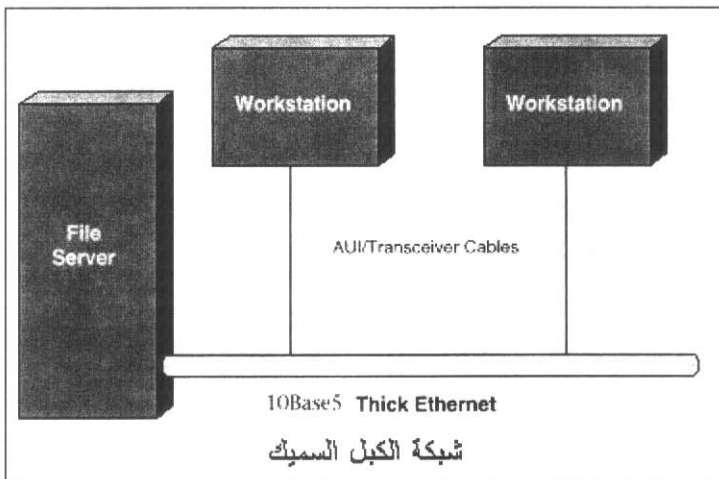 Workstation
Workstation
File
Server
AUI/Transceiver Cables
10Base5 Thick Ethernet
شبكة الكبل السميك